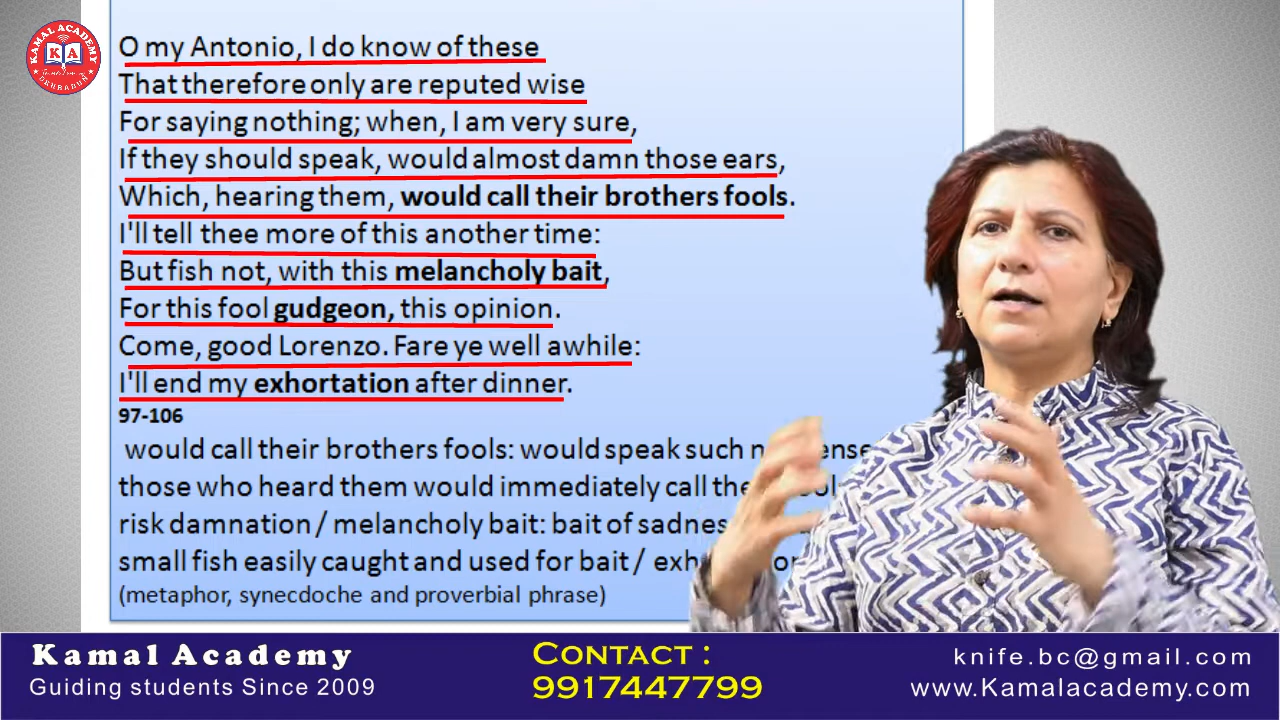 KAMAL ACADEMY
KA
DEHRADUN
O my Antonio, I do know of these
That therefore only are reputed wise
For saying nothing; when, I am very sure,
If they should speak, would almost damn those ears,
Which, hearing them, would call their brothers fools.
I'll tell thee more of this another time:
But fish not, with this melancholy bait,
For this fool gudgeon, this opinion.
Come, good Lorenzo. Fare ye well awhile:
I'll end my exhortation after dinner.
97-106
would call their brothers fools: would speak such
those who heard them would immediately call
risk damnation / melancholy bait: bait of
small fish easily caught and used for bait /
(metaphor, synecdoche and proverbial phrase)
Kamal Academy
Guiding students Since 2009
CONTACT :
9917447799
knife.bc@gmail.com
www.Kamalacademy.com